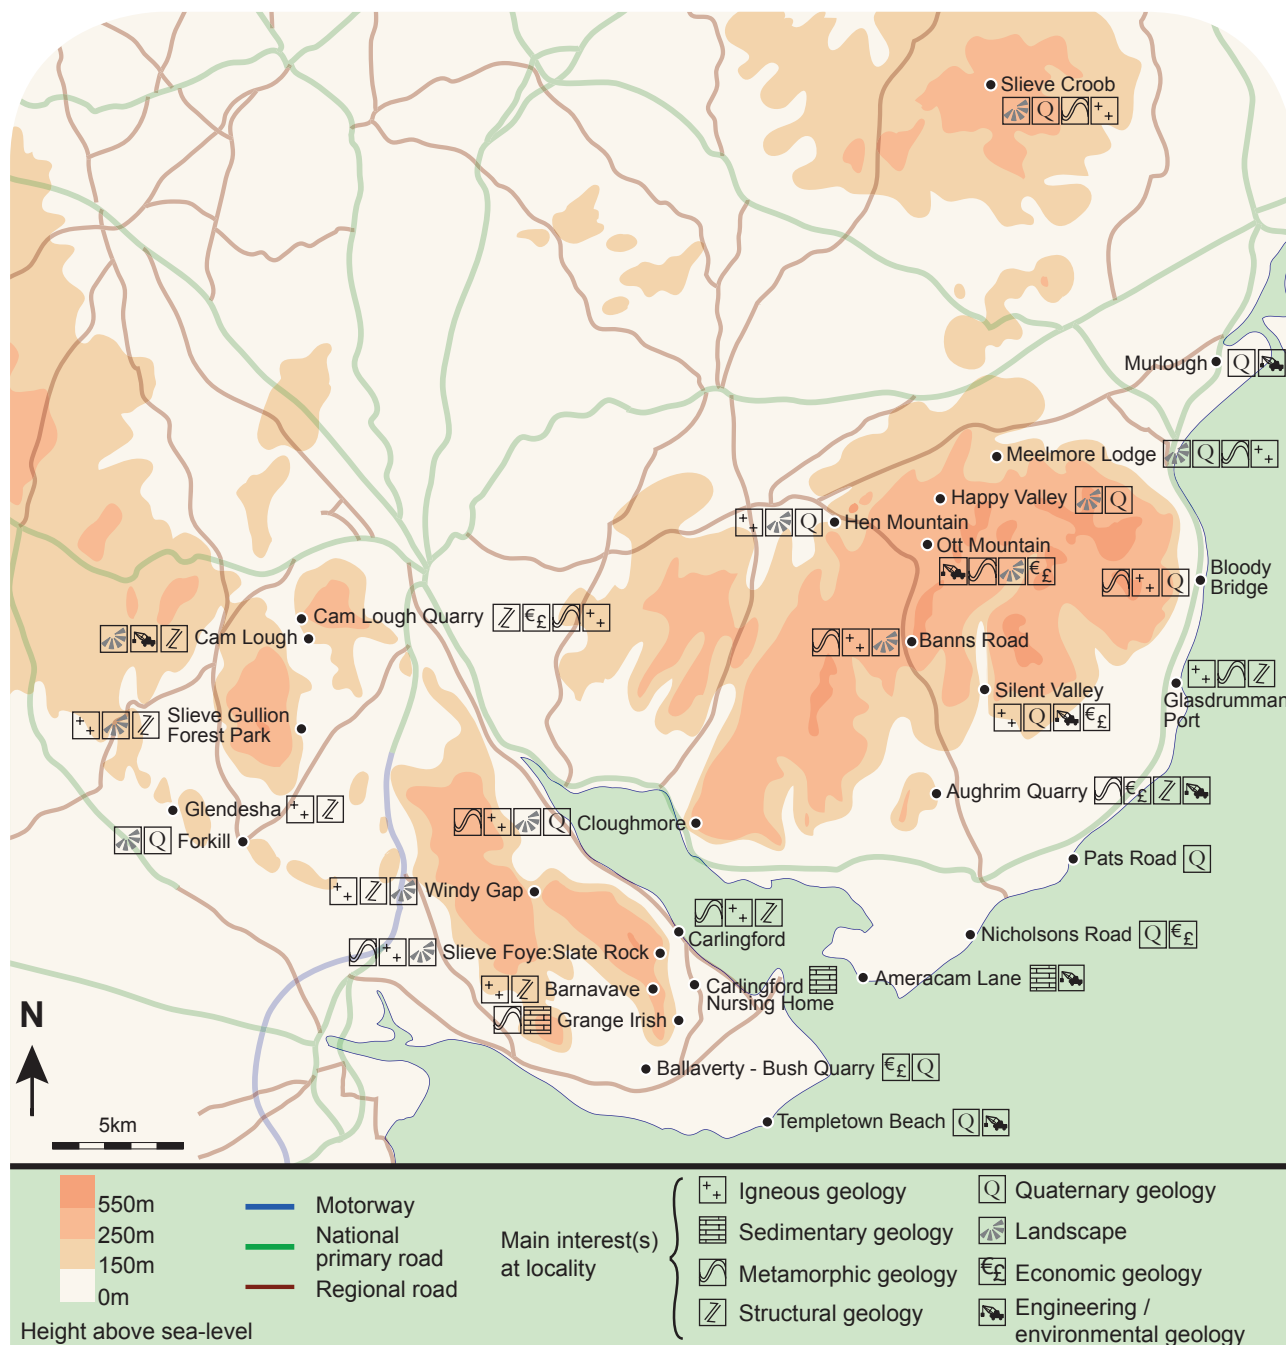 Slieve Croob
Q
Murlough
Q
Meelmore Lodge
Q
Happy Valley
Q
Q
Hen Mountain
Ott Mountain
€£
Bloody
Bridge
Q
Cam Lough Quarry
€£
Cam Lough
Banns Road
Silent Valley
Q
€£
Glasdrumman
Port
Slieve Gullion
Forest Park
Glendesha
Aughrim Quarry
€£
Q
Forkill
Q
Cloughmore
Pats Road
Q
Windy Gap
Carlingford
Nicholsons Road
Q
€£
Slieve Foye:Slate Rock
Ameracam Lane
Barnavave
Carlingford
Nursing Home
Grange Irish
N
Ballaverty - Bush Quarry
€£
Q
5km
Templetown Beach
Q
550m
250m
150m
0m
Height above sea-level
Motorway
National
primary road
Regional road
Main interest(s)
at locality
Igneous geology
Sedimentary geology
Metamorphic geology
Structural geology
Q
Quaternary geology
Landscape
€£
Economic geology
Engineering /
environmental geology